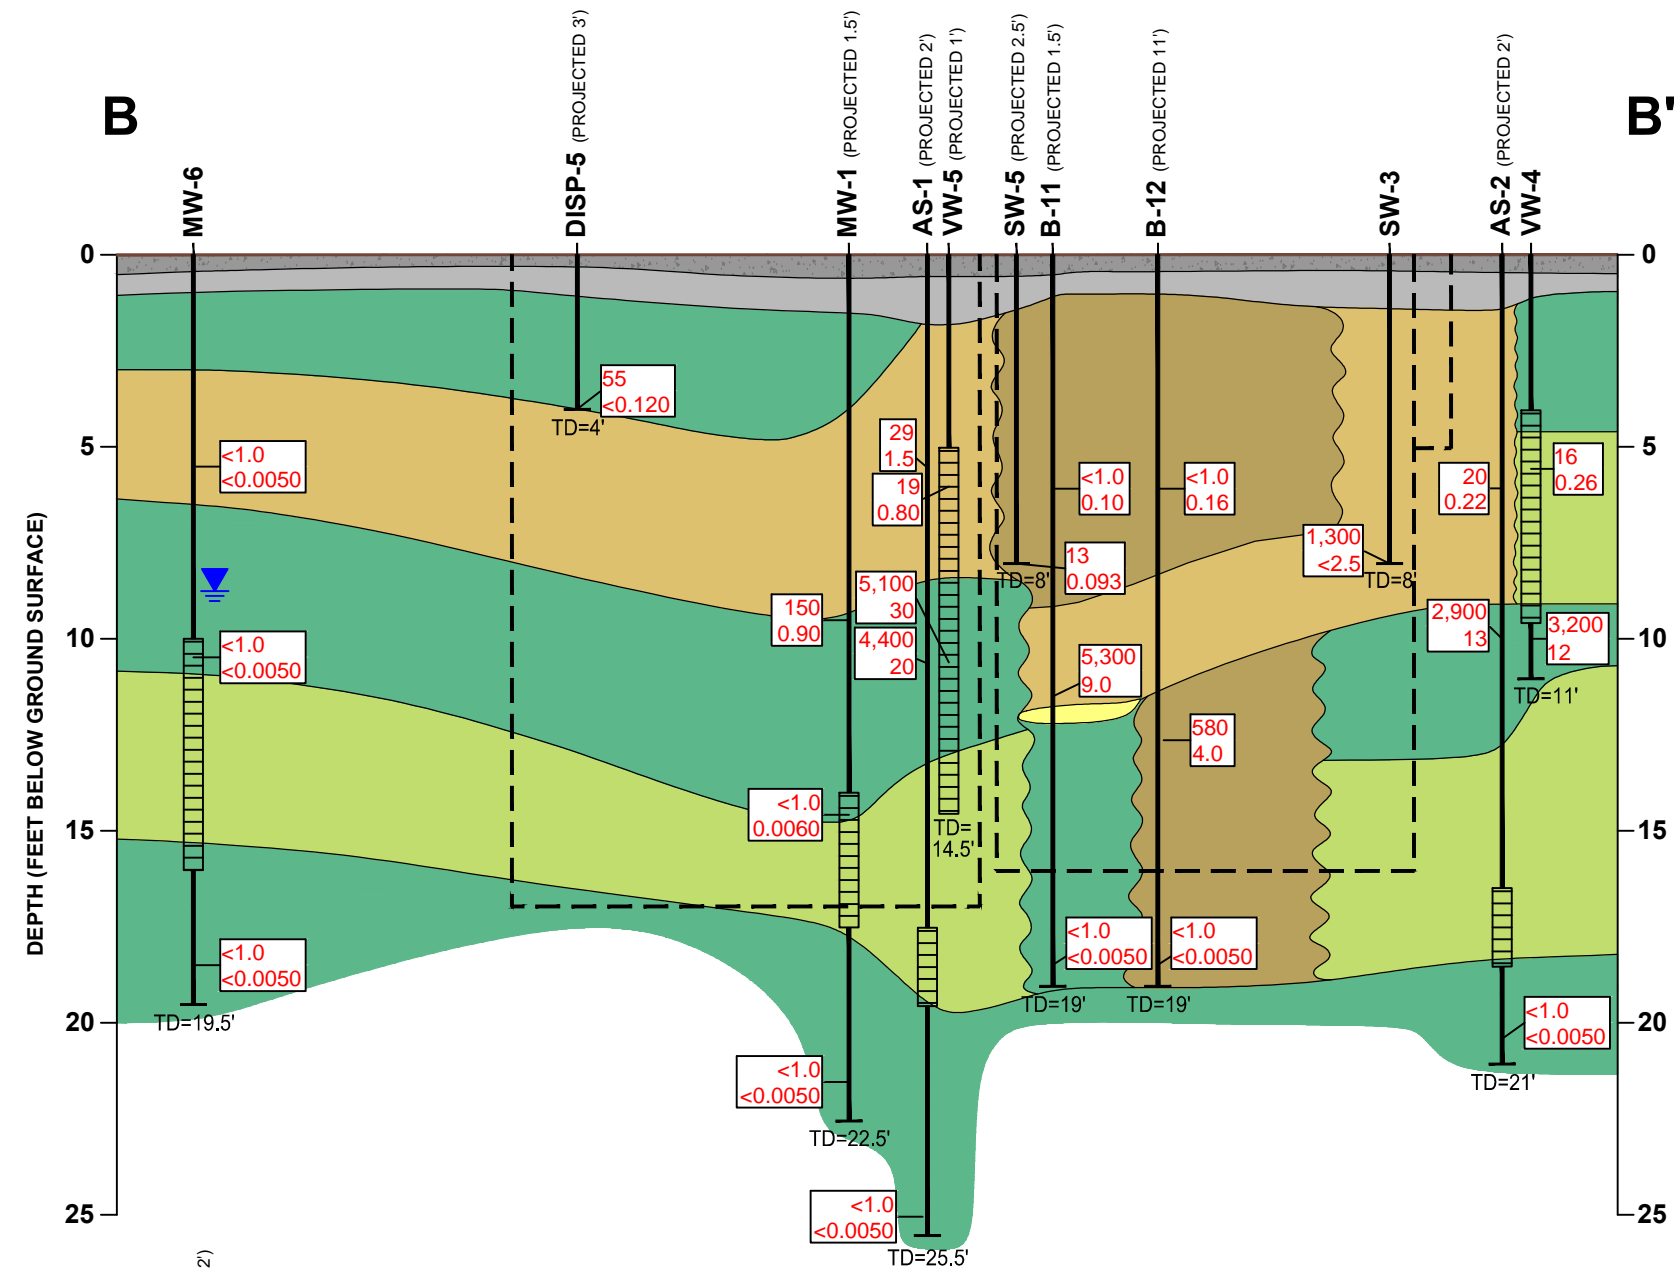 B
B'
MW-6
DISP-5 (PROJECTED 3')
MW-1 (PROJECTED 1.5')
AS-1 (PROJECTED 2')
VW-5 (PROJECTED 1')
SW-5 (PROJECTED 2.5')
B-11 (PROJECTED 1.5')
B-12 (PROJECTED 11')
SW-3
AS-2 (PROJECTED 2')
VW-4
DEPTH (FEET BELOW GROUND SURFACE)
0
5
10
15
20
25
<1.0
<0.0050
<1.0
<0.0050
<1.0
<0.0050
TD=19.5'
55
<0.120
TD=4'
150
0.90
<1.0
0.0060
<1.0
<0.0050
TD=22.5'
29
1.5
19
0.80
5,100
30
4,400
20
TD=
14.5'
<1.0
<0.0050
TD=25.5'
13
0.093
TD=8'
<1.0
0.10
5,300
9.0
<1.0
<0.0050
TD=19'
<1.0
0.16
580
4.0
<1.0
<0.0050
TD=19'
1,300
<2.5
TD=8'
20
0.22
2,900
13
<1.0
<0.0050
TD=21'
16
0.26
3,200
12
TD=11'
0
5
10
15
20
25
2')